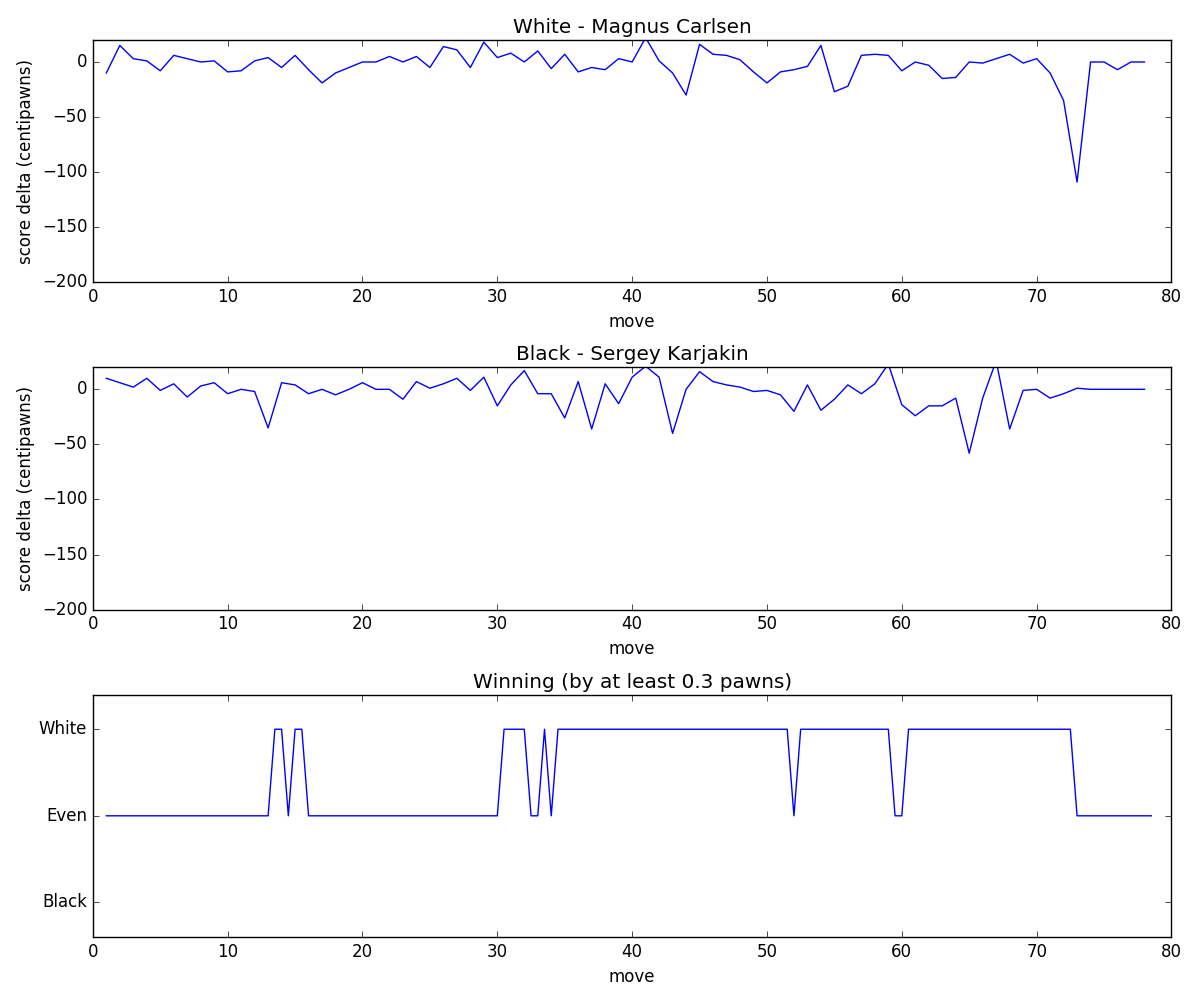 White - Magnus Carlsen
score delta (centipawns)
0
−50
−100
−150
−200
0 10 20 30 40 50 60 70 80
move
Black - Sergey Karjakin
score delta (centipawns)
0
−50
−100
−150
−200
0 10 20 30 40 50 60 70 80
move
Winning (by at least 0.3 pawns)
White
Even
Black
0 10 20 30 40 50 60 70 80
move